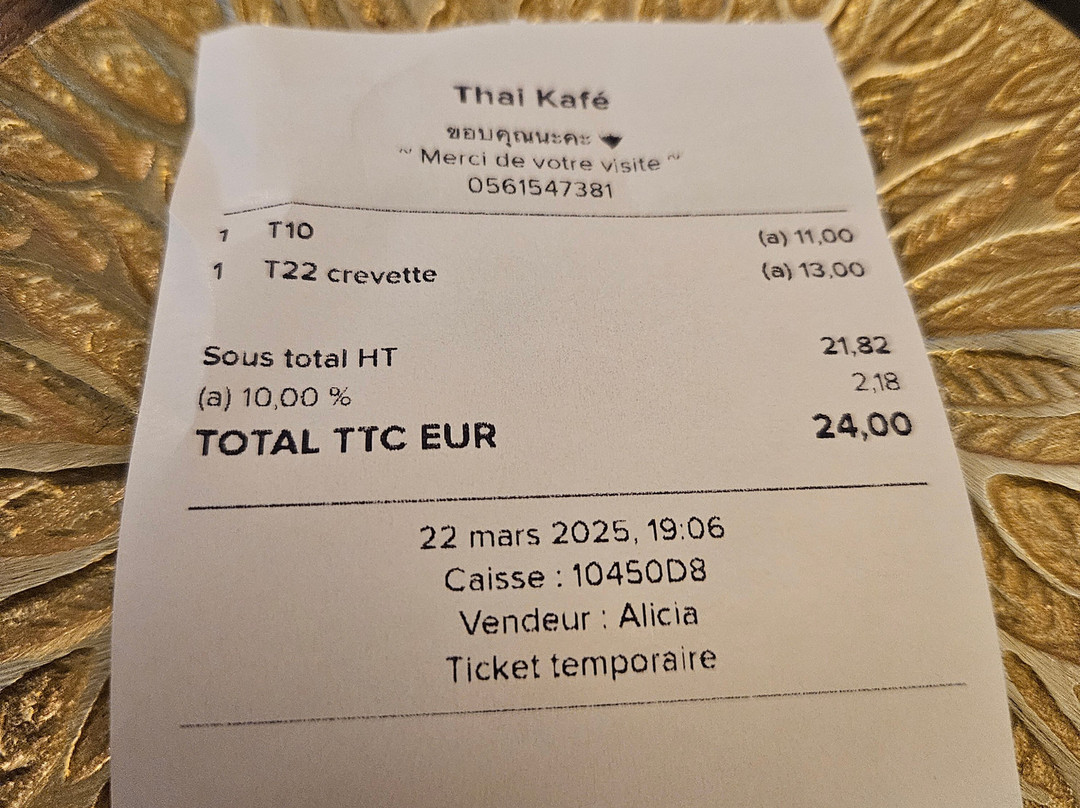 Thai Kafé
ขอบคุณนะคะ ♥
~ Merci de votre visite ~
0561547381
1 T10 (a) 11,00
1 T22 crevette (a) 13,00
Sous total HT 21,82
(a) 10,00 % 2,18
TOTAL TTC EUR 24,00
22 mars 2025, 19:06
Caisse : 10450D8
Vendeur : Alicia
Ticket temporaire